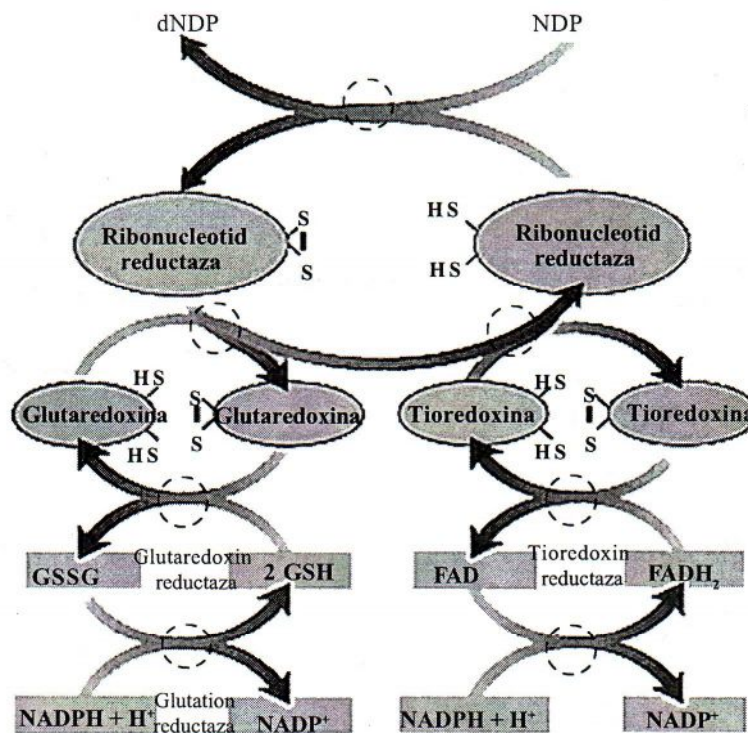 dNDP
NDP
Ribonucleotid
reductaza
S
S
HS
HS
Ribonucleotid
reductaza
Glutaredoxina
HS
HS
S
S
Glutaredoxina
Tioredoxina
HS
HS
S
S
Tioredoxina
GSSG
Glutaredoxin
reductaza
2 GSH
FAD
Tioredoxin
reductaza
FADH₂
NADPH + H⁺
Glutation
reductaza
NADP⁺
NADPH + H⁺
NADP⁺